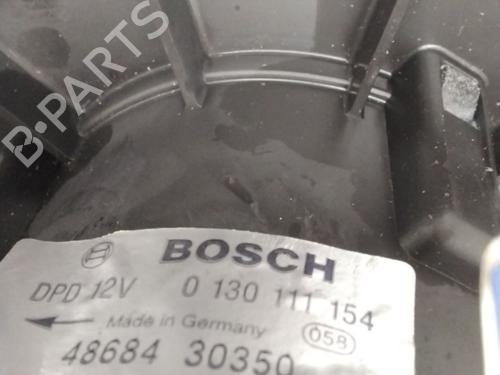 B-PARTS
BOSCH
DPD 12V 0 130 111 154
Made in Germany 058
48684 30350